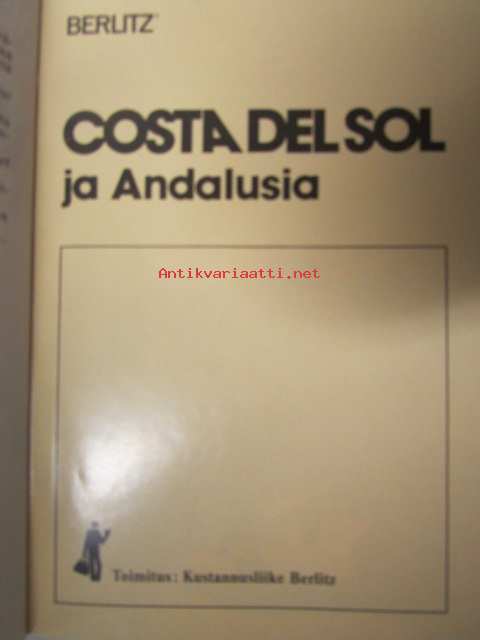 BERLITZ
COSTA DEL SOL
ja Andalusia
Antikvariaatti.net
Toimitus: Kustannusliike Berlitz